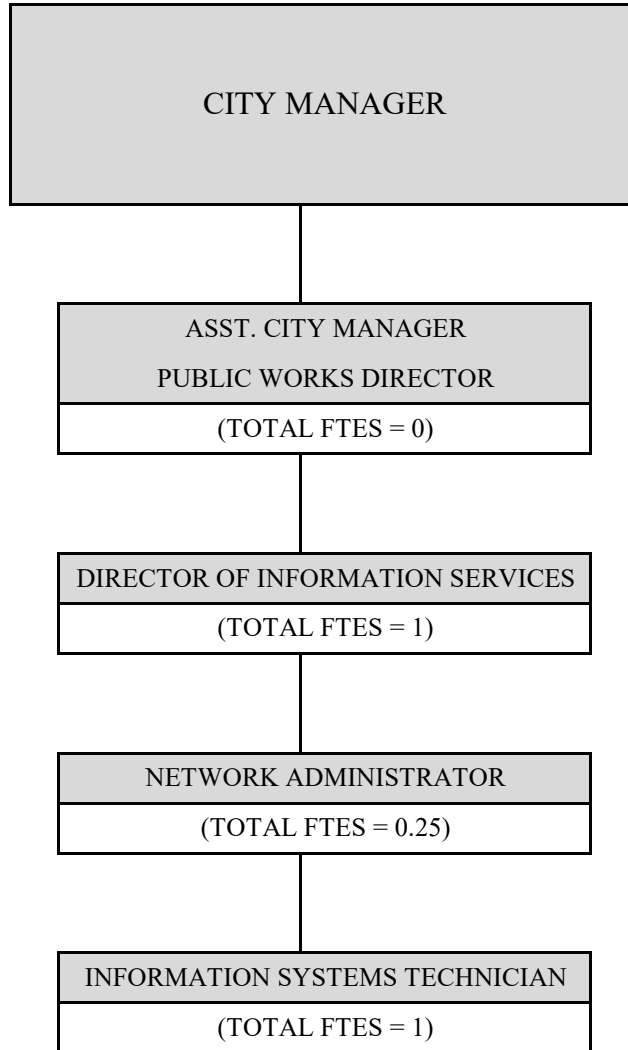 CITY MANAGER
ASST. CITY MANAGER
PUBLIC WORKS DIRECTOR
(TOTAL FTES = 0)
DIRECTOR OF INFORMATION SERVICES
(TOTAL FTES = 1)
NETWORK ADMINISTRATOR
(TOTAL FTES = 0.25)
INFORMATION SYSTEMS TECHNICIAN
(TOTAL FTES = 1)